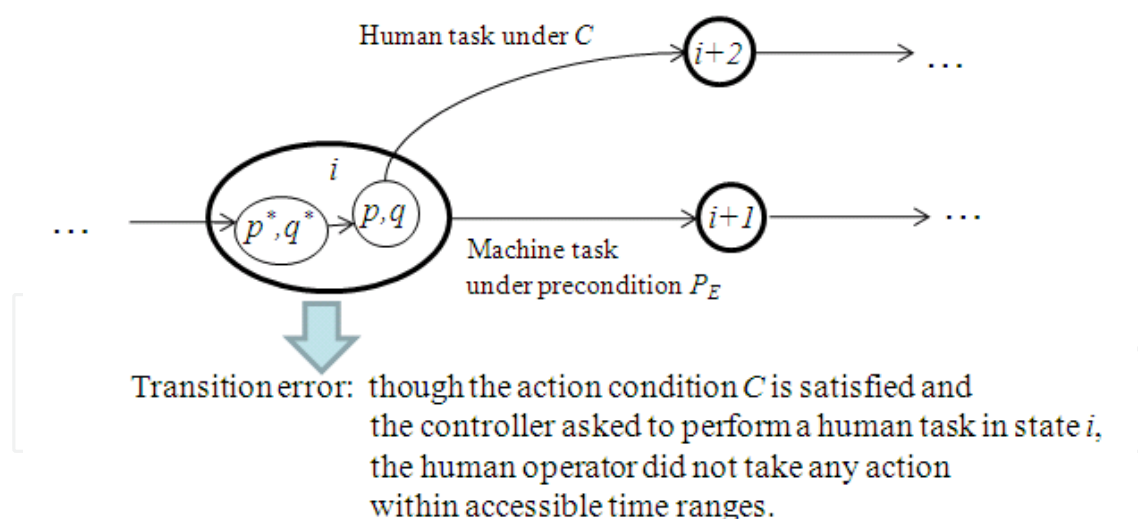 Human task under C
i+2
...
i
... p*,q* p,q i+1 ...
Machine task
under precondition P_E
Transition error: though the action condition C is satisfied and
the controller asked to perform a human task in state i,
the human operator did not take any action
within accessible time ranges.